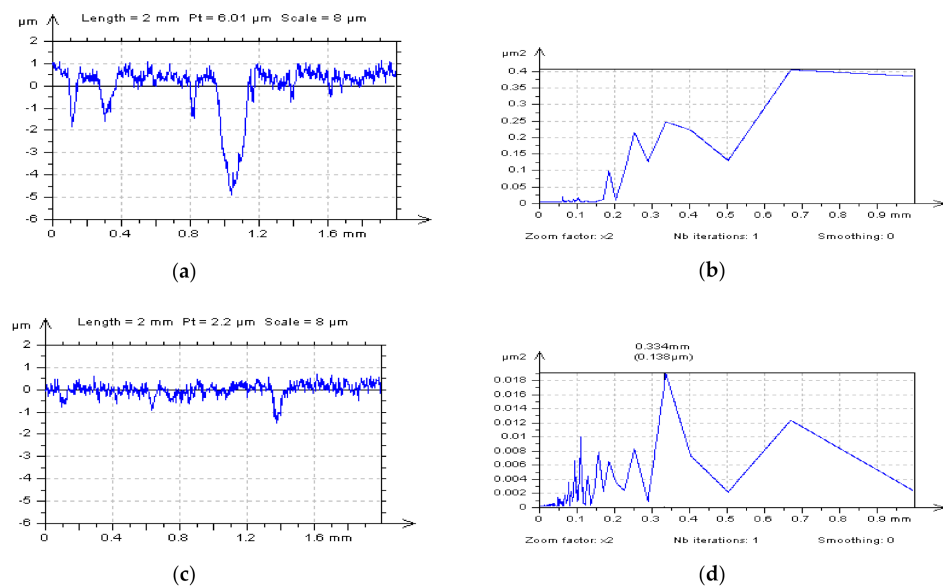 µm Length = 2 mm Pt = 6.01 µm Scale = 8 µm
2
1
0
-1
-2
-3
-4
-5
-6
0 0.4 0.8 1.2 1.6 mm
(a)
µm2
0.4
0.35
0.3
0.25
0.2
0.15
0.1
0.05
0
0 0.1 0.2 0.3 0.4 0.5 0.6 0.7 0.8 0.9 mm
Zoom factor: x2 Nb iterations: 1 Smoothing: 0
(b)
µm Length = 2 mm Pt = 2.2 µm Scale = 8 µm
2
1
0
-1
-2
-3
-4
-5
-6
0 0.4 0.8 1.2 1.6 mm
(c)
0.334mm
(0.138µm)
µm2
0.018
0.016
0.014
0.012
0.01
0.008
0.006
0.004
0.002
0
0 0.1 0.2 0.3 0.4 0.5 0.6 0.7 0.8 0.9 mm
Zoom factor: x2 Nb iterations: 1 Smoothing: 0
(d)